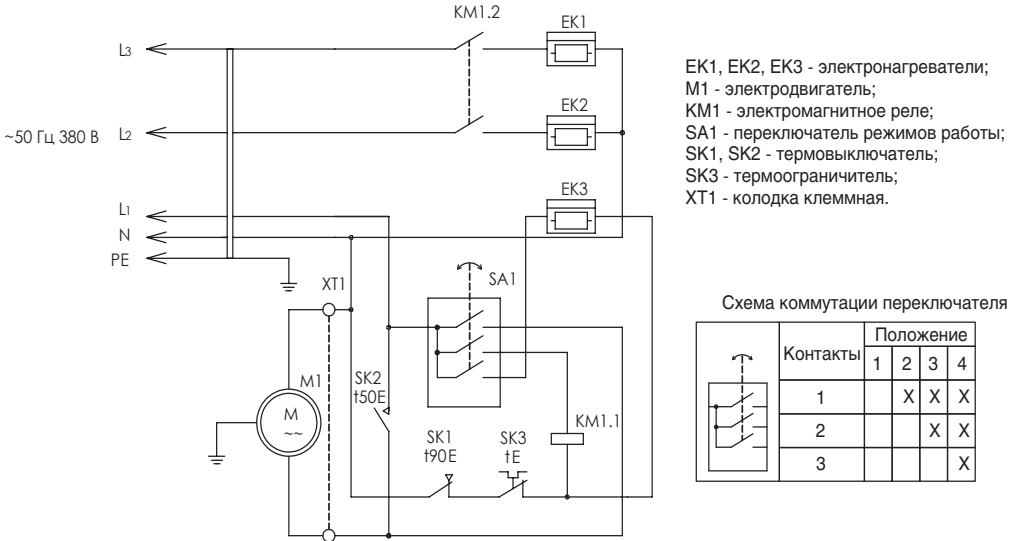 KM1.2
EK1
L3
EK2
~50 Гц 380 В
L2
EK3
L1
N
PE
XT1
SA1
M1
M
~~
SK2
t50E
SK1
t90E
SK3
tE
KM1.1
EK1, EK2, EK3 - электронагреватели;
M1 - электродвигатель;
KM1 - электромагнитное реле;
SA1 - переключатель режимов работы;
SK1, SK2 - термовыключатель;
SK3 - термоограничитель;
XT1 - колодка клеммная.
Схема коммутации переключателя
Контакты
Положение
1 2 3 4
1 X X X
2 X X
3 X